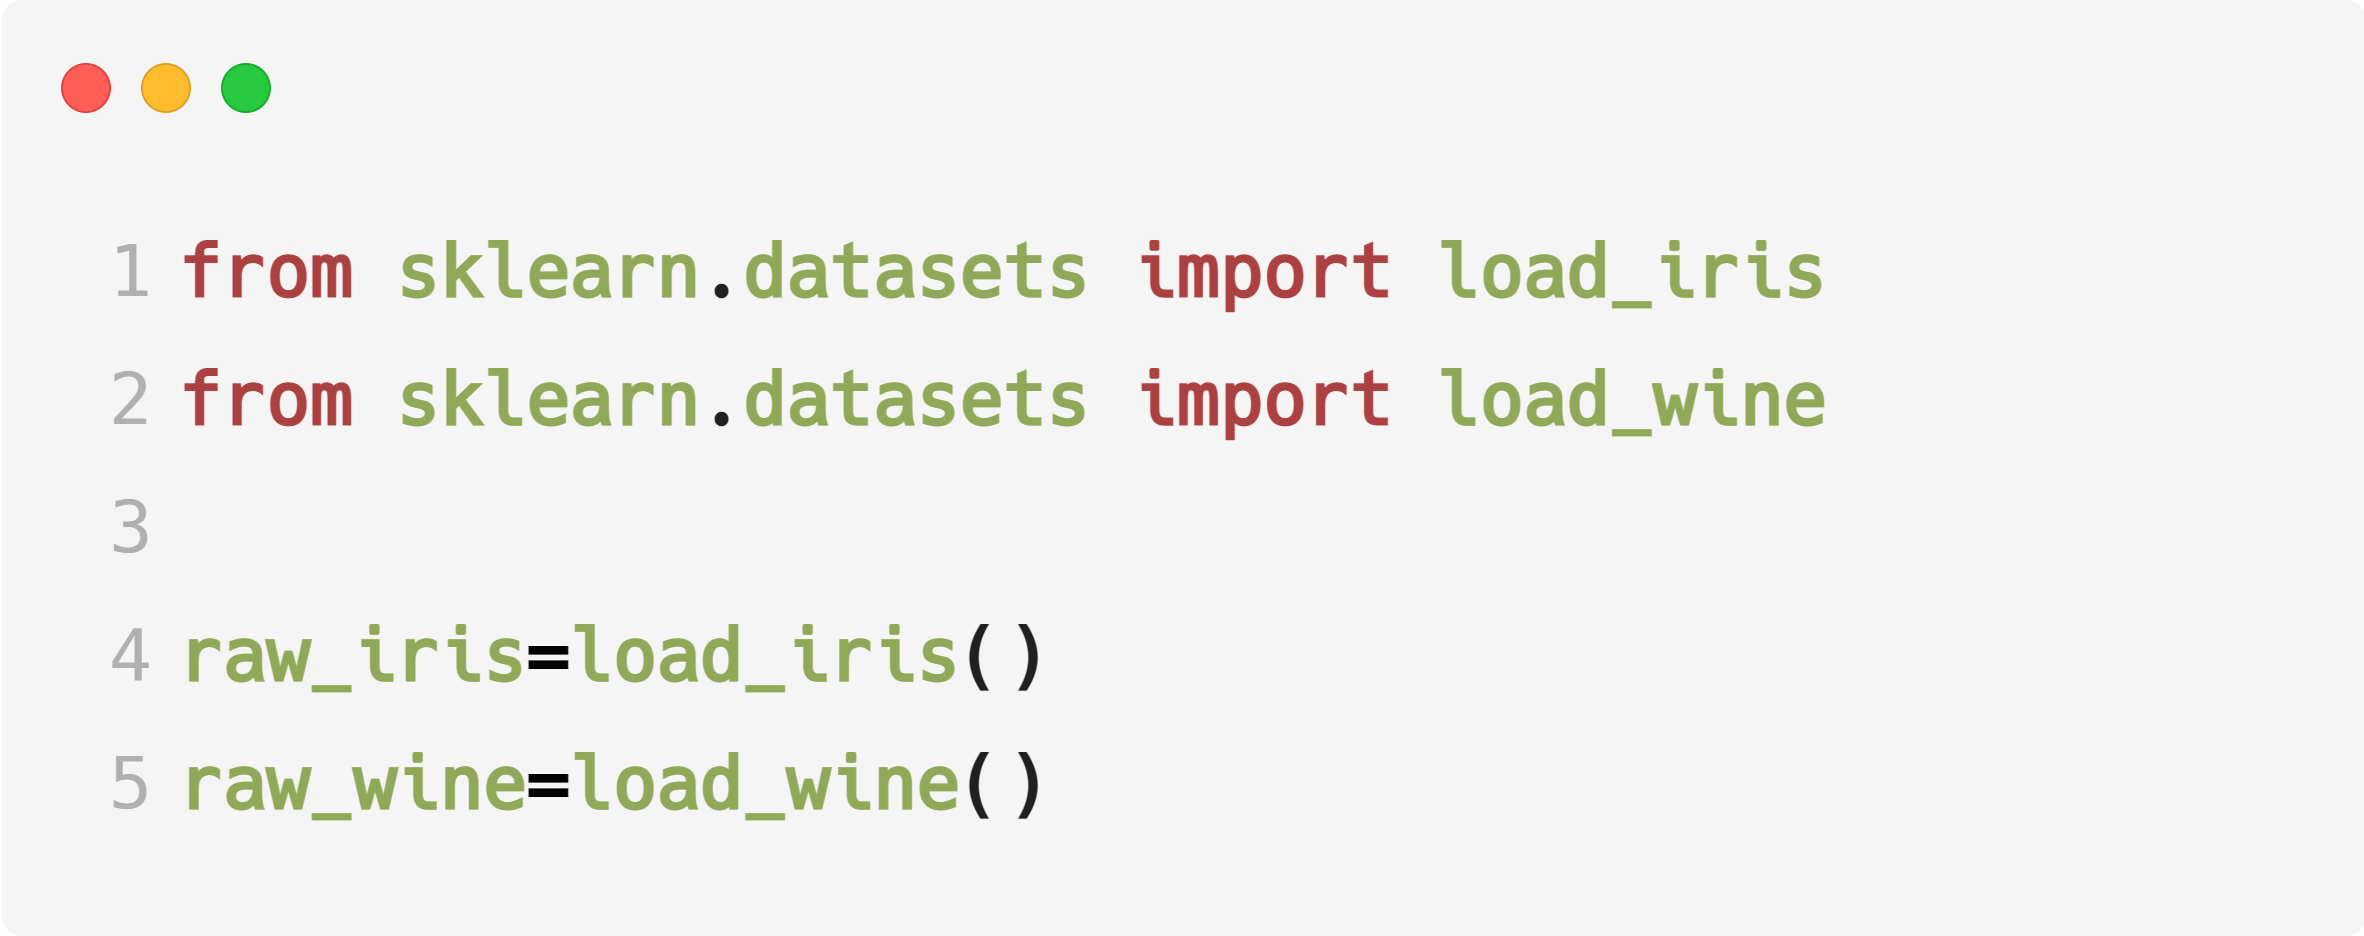 1 from sklearn.datasets import load_iris
2 from sklearn.datasets import load_wine
3
4 raw_iris=load_iris()
5 raw_wine=load_wine()